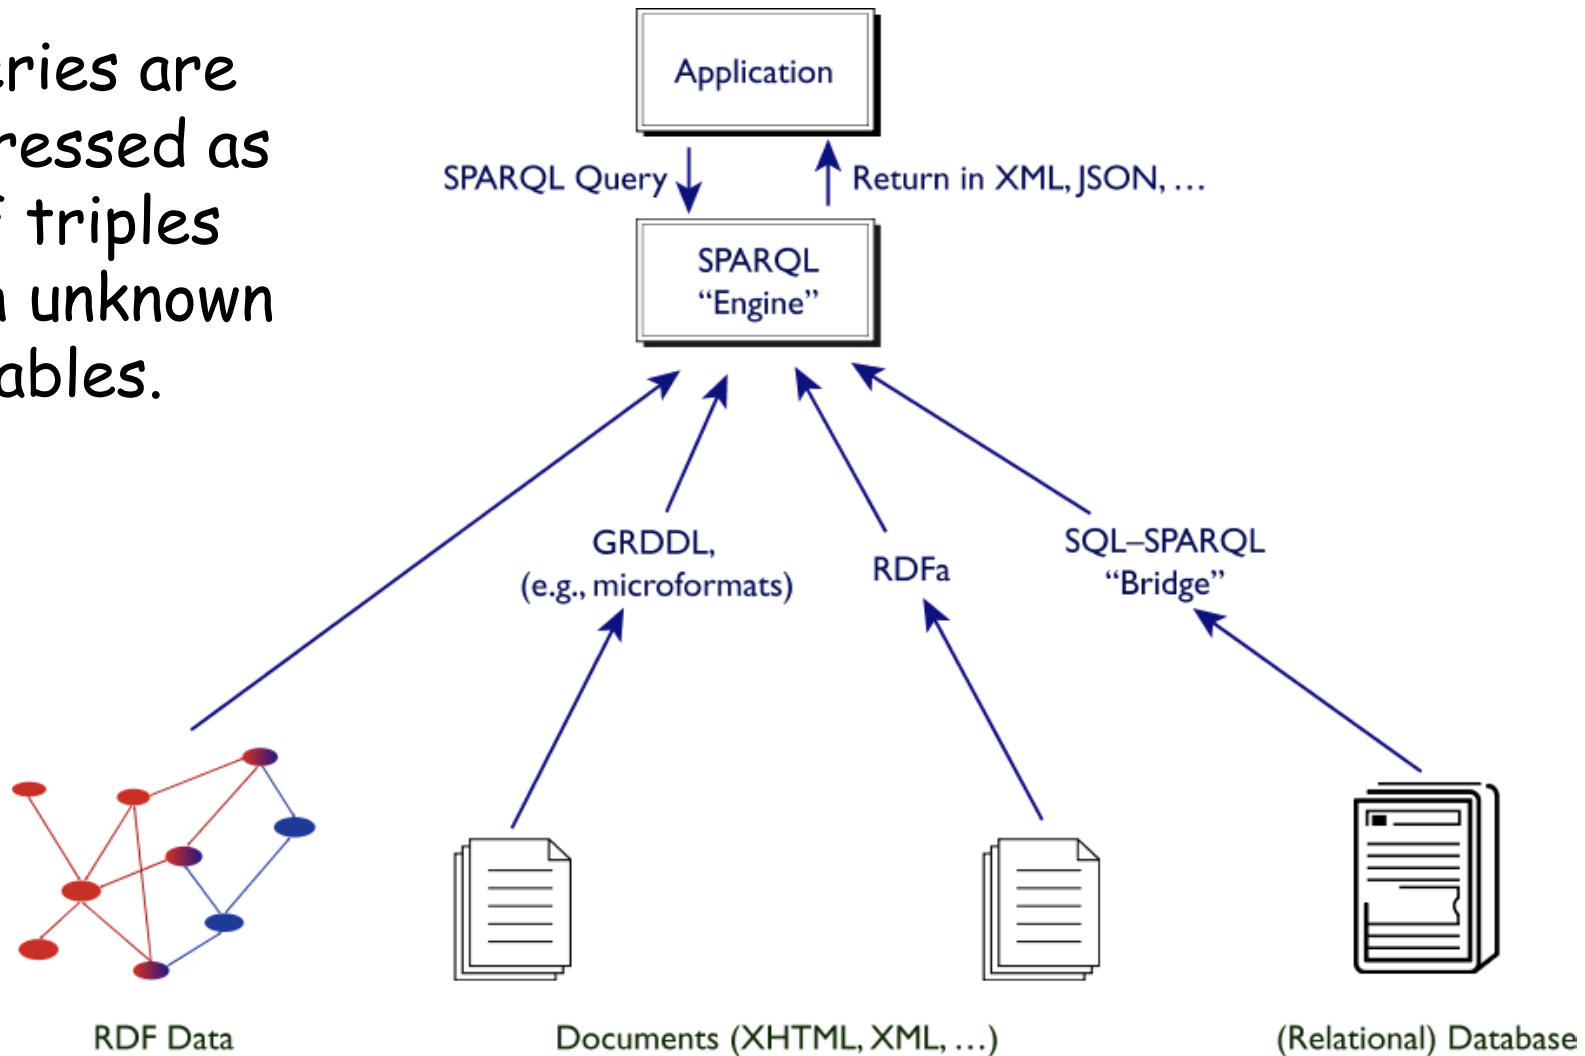 eries are
ressed as
f triples
n unknown
ables.
Application
SPARQL Query
Return in XML, JSON, …
SPARQL
“Engine”
GRDDL,
(e.g., microformats)
RDFa
SQL–SPARQL
“Bridge”
RDF Data
Documents (XHTML, XML, …)
(Relational) Database